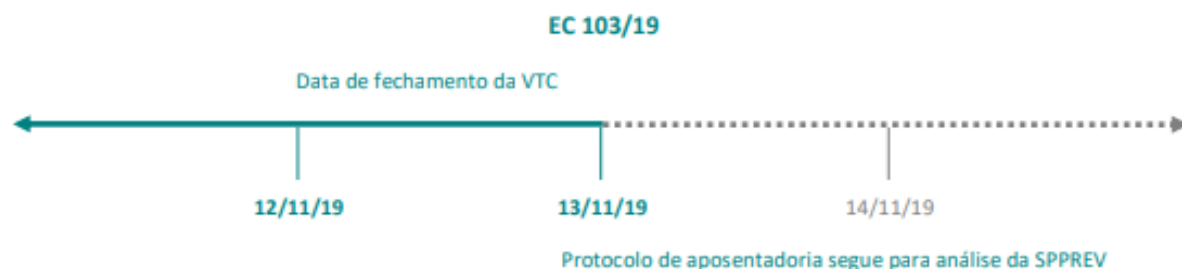 EC 103/19
Data de fechamento da VTC
12/11/19
13/11/19
14/11/19
Protocolo de aposentadoria segue para análise da SPPREV